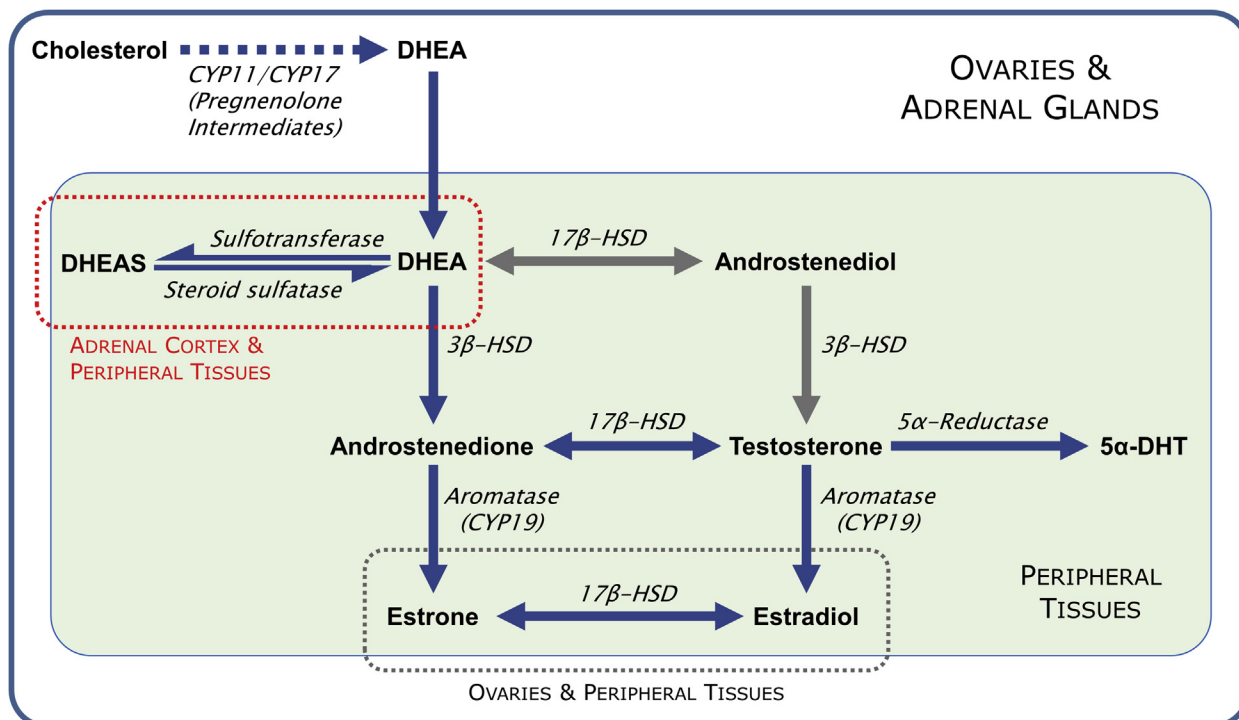 Cholesterol
DHEA
CYP11/CYP17
(Pregnenolone
Intermediates)
OVARIES &
ADRENAL GLANDS
Sulfotransferase
17β-HSD
DHEAS
DHEA
Androstenediol
Steroid sulfatase
ADRENAL CORTEX &
PERIPHERAL TISSUES
3β-HSD
3β-HSD
17β-HSD
5α-Reductase
Androstenedione
Testosterone
5α-DHT
Aromatase
(CYP19)
Aromatase
(CYP19)
17β-HSD
Estrone
Estradiol
PERIPHERAL
TISSUES
OVARIES & PERIPHERAL TISSUES